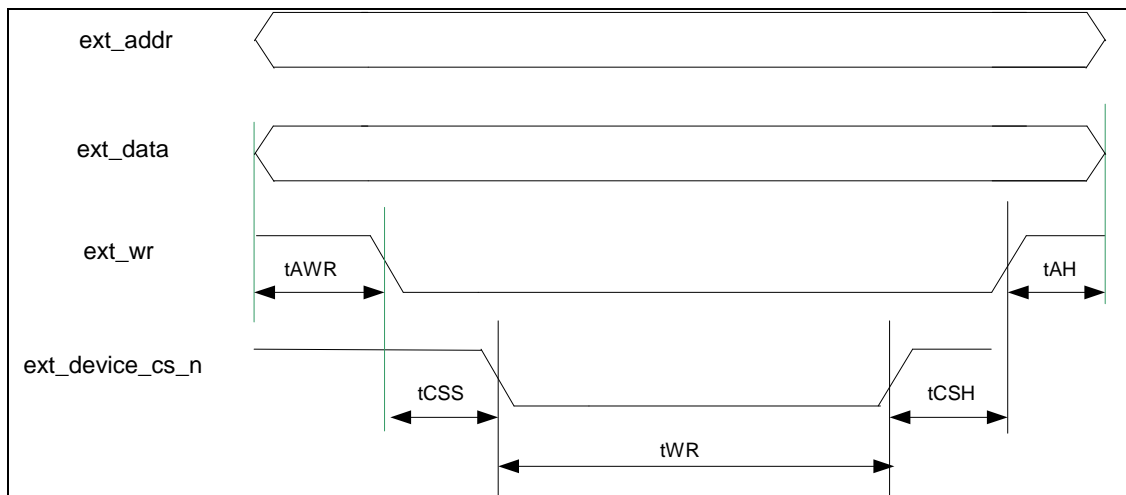 ext_addr
ext_data
ext_wr
tAWR
tAH
ext_device_cs_n
tCSS
tCSH
tWR